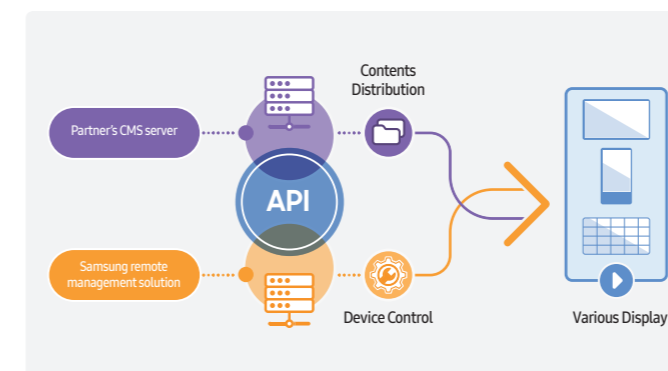 Contents
Distribution
Partner's CMS server
API
Samsung remote
management solution
Device Control
Various Display